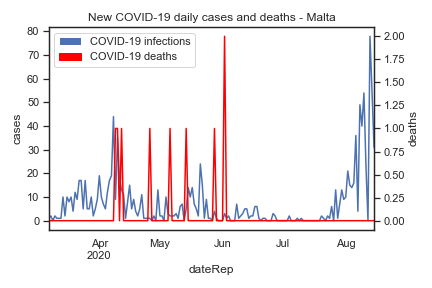 New COVID-19 daily cases and deaths - Malta
COVID-19 infections
COVID-19 deaths
80
70
60
50
40
30
20
10
0
cases
2.00
1.75
1.50
1.25
1.00
0.75
0.50
0.25
0.00
deaths
Apr May Jun Jul Aug
2020
dateRep